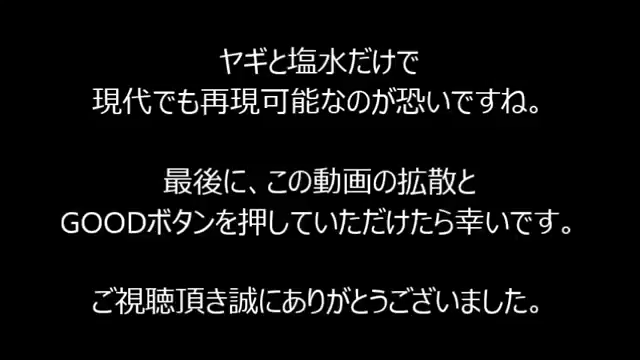 ヤギと塩水だけで
現代でも再現可能なのが恐いですね。
最後に、この動画の拡散と
GOODボタンを押していただけたら幸いです。
ご視聴頂き誠にありがとうございました。